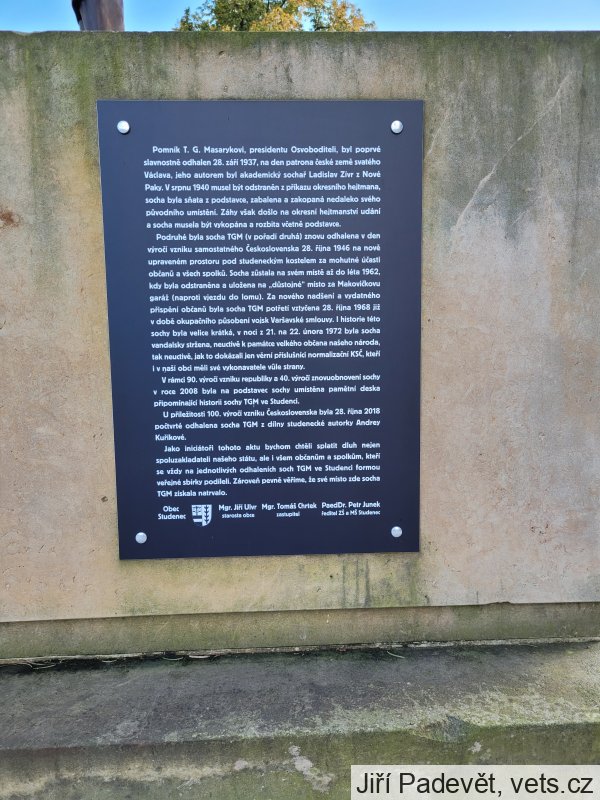 Pomník T. G. Masarykovi, presidentu Osvoboditeli, byl poprvé
slavnostně odhalen 28. září 1937, na den patrona české země svatého
Václava, jeho autorem byl akademický sochař Ladislav Zívr z Nové
Paky. V srpnu 1940 musel být odstraněn z příkazu okresního hejtmana,
socha byla sňata z podstavce, zabalena a zakopaná nedaleko svého
původního umístění. Záhy však došlo na okresní hejtmanství udání
a socha musela být vykopána a rozbita včetně podstavce.
Podruhé byla socha TGM (v pořadí druhá) znovu odhalena v den
výročí vzniku samostatného Československa 28. října 1946 na nově
upraveném prostoru pod studeneckým kostelem za mohutné účasti
občanů a všech spolků. Socha zůstala na svém místě až do léta 1962,
kdy byla odstraněna a uložena na „důstojné“ místo za Makovičkovu
garáž (naproti vjezdu do lomu). Za nového nadšení a vydatného
přispění občanů byla socha TGM potřetí vztyčena 28. října 1968 již
v době okupačního působení vojsk Varšavské smlouvy. I historie této
sochy byla velice krátká, v noci z 21. na 22. února 1972 byla socha
vandalsky stržena, neuctivě k památce velkého občana našeho národa,
tak neuctivě, jak to dokázali jen věrní příslušníci normalizační KSČ, kteří
i v naší obci měli své vykonavatele vůle strany.
V rámci 90. výročí vzniku republiky a 40. výročí znovuobnovení sochy
v roce 2008 byla na podstavec sochy umístěna pamětní deska
připomínající historii sochy TGM ve Studenci.
U příležitosti 100. výročí vzniku Československa byla 28. října 2018
počtvrté odhalena socha TGM z dílny studenecké autorky Andrey
Kuříkové.
Jako iniciátoři tohoto aktu bychom chtěli splatit dluh nejen
spoluzakladateli našeho státu, ale i všem občanům a spolkům, kteří
se vždy na jednotlivých odhaleních soch TGM ve Studenci formou
veřejné sbírky podíleli. Zároveň pevně věříme, že své místo zde socha
TGM získala natrvalo.
Obec Studenec
Mgr. Jiří Ulvr
starosta obce
Mgr. Tomáš Chrtek
zastupitel
PaedDr. Petr Junek
ředitel ZŠ a MŠ Studenec
Jiří Padevět, vets.cz